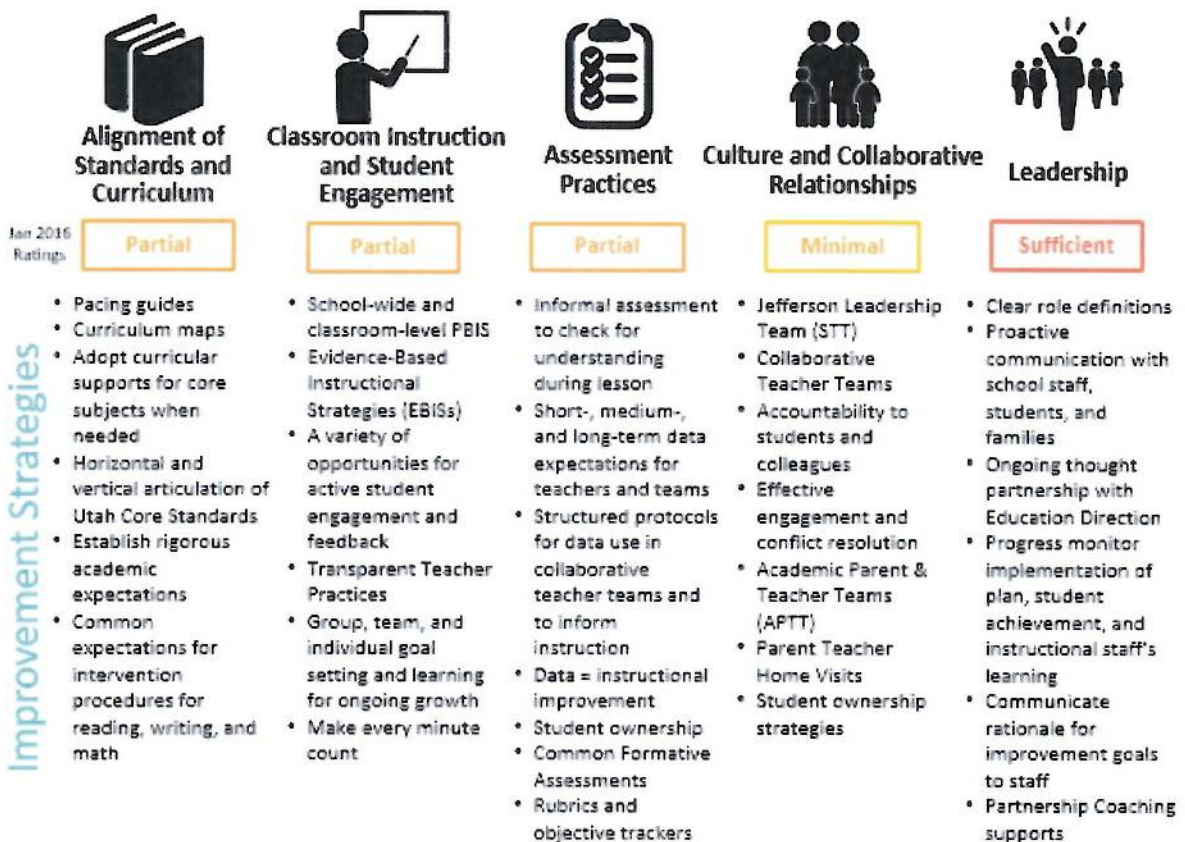 Alignment of
Standards and
Curriculum
Classroom Instruction
and Student
Engagement
Assessment
Practices
Culture and Collaborative
Relationships
Leadership
Jan 2016
Ratings
Partial
Partial
Partial
Minimal
Sufficient
Improvement Strategies
• Pacing guides
• Curriculum maps
• Adopt curricular
supports for core
subjects when
needed
• Horizontal and
vertical articulation of
Utah Core Standards
• Establish rigorous
academic
expectations
• Common
expectations for
intervention
procedures for
reading, writing, and
math
• School-wide and
classroom-level PBIS
• Evidence-Based
Instructional
Strategies (EBISs)
• A variety of
opportunities for
active student
engagement and
feedback
• Transparent Teacher
Practices
• Group, team, and
individual goal
setting and learning
for ongoing growth
• Make every minute
count
• Informal assessment
to check for
understanding
during lesson
• Short-, medium-,
and long-term data
expectations for
teachers and teams
• Structured protocols
for data use in
collaborative
teacher teams and
to inform
instruction
• Data = instructional
improvement
• Student ownership
• Common Formative
Assessments
• Rubrics and
objective trackers
• Jefferson Leadership
Team (STT)
• Collaborative
Teacher Teams
• Accountability to
students and
colleagues
• Effective
engagement and
conflict resolution
• Academic Parent &
Teacher Teams
(APTT)
• Parent Teacher
Home Visits
• Student ownership
strategies
• Clear role definitions
• Proactive
communication with
school staff,
students, and
families
• Ongoing thought
partnership with
Education Direction
• Progress monitor
implementation of
plan, student
achievement, and
instructional staff's
learning
• Communicate
rationale for
improvement goals
to staff
• Partnership Coaching
supports